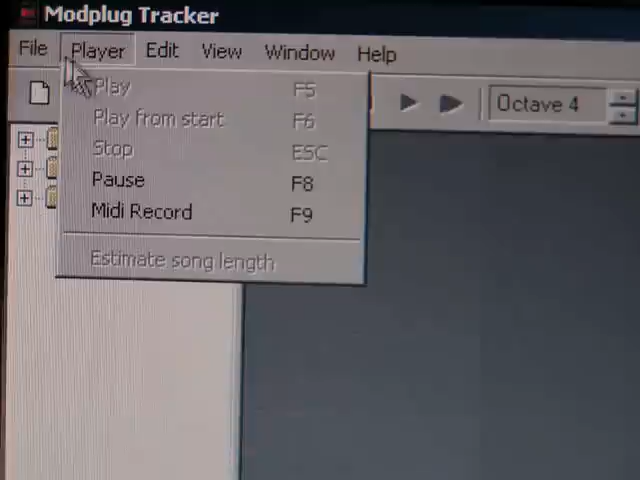 Modplug Tracker
File Player Edit View Window Help
Play F5
Play from start F6
Stop ESC
Pause F8
Midi Record F9
Estimate song length
Octave 4